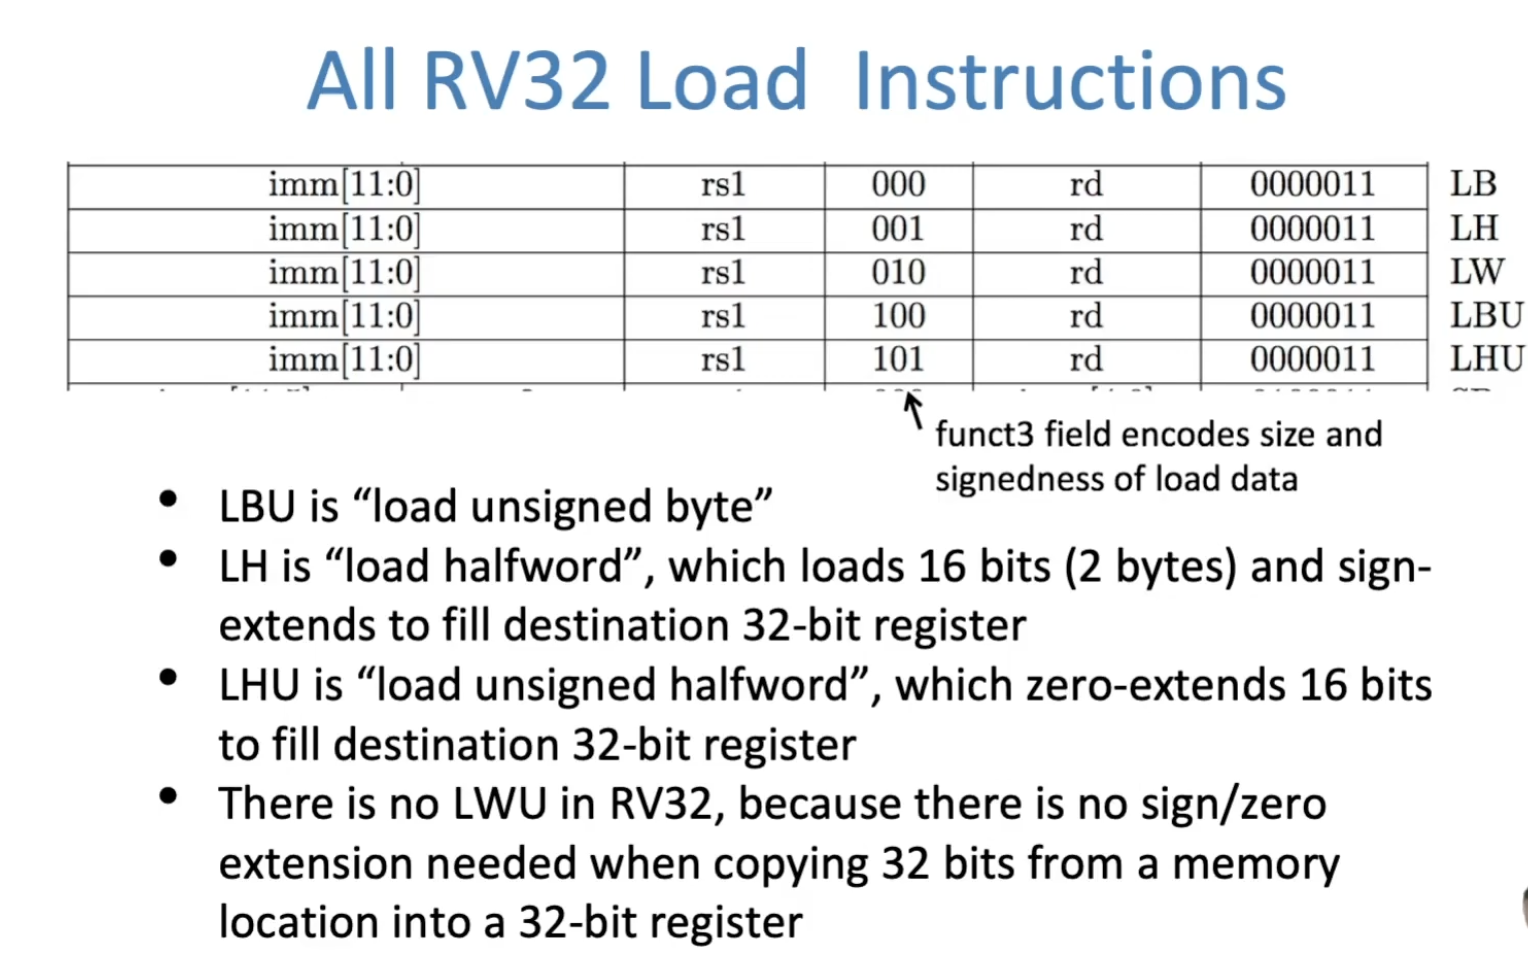 All RV32 Load Instructions
imm[11:0] rs1 000 rd 0000011 LB
imm[11:0] rs1 001 rd 0000011 LH
imm[11:0] rs1 010 rd 0000011 LW
imm[11:0] rs1 100 rd 0000011 LBU
imm[11:0] rs1 101 rd 0000011 LHU
funct3 field encodes size and
signedness of load data
• LBU is “load unsigned byte”
• LH is “load halfword”, which loads 16 bits (2 bytes) and sign-
extends to fill destination 32-bit register
• LHU is “load unsigned halfword”, which zero-extends 16 bits
to fill destination 32-bit register
• There is no LWU in RV32, because there is no sign/zero
extension needed when copying 32 bits from a memory
location into a 32-bit register